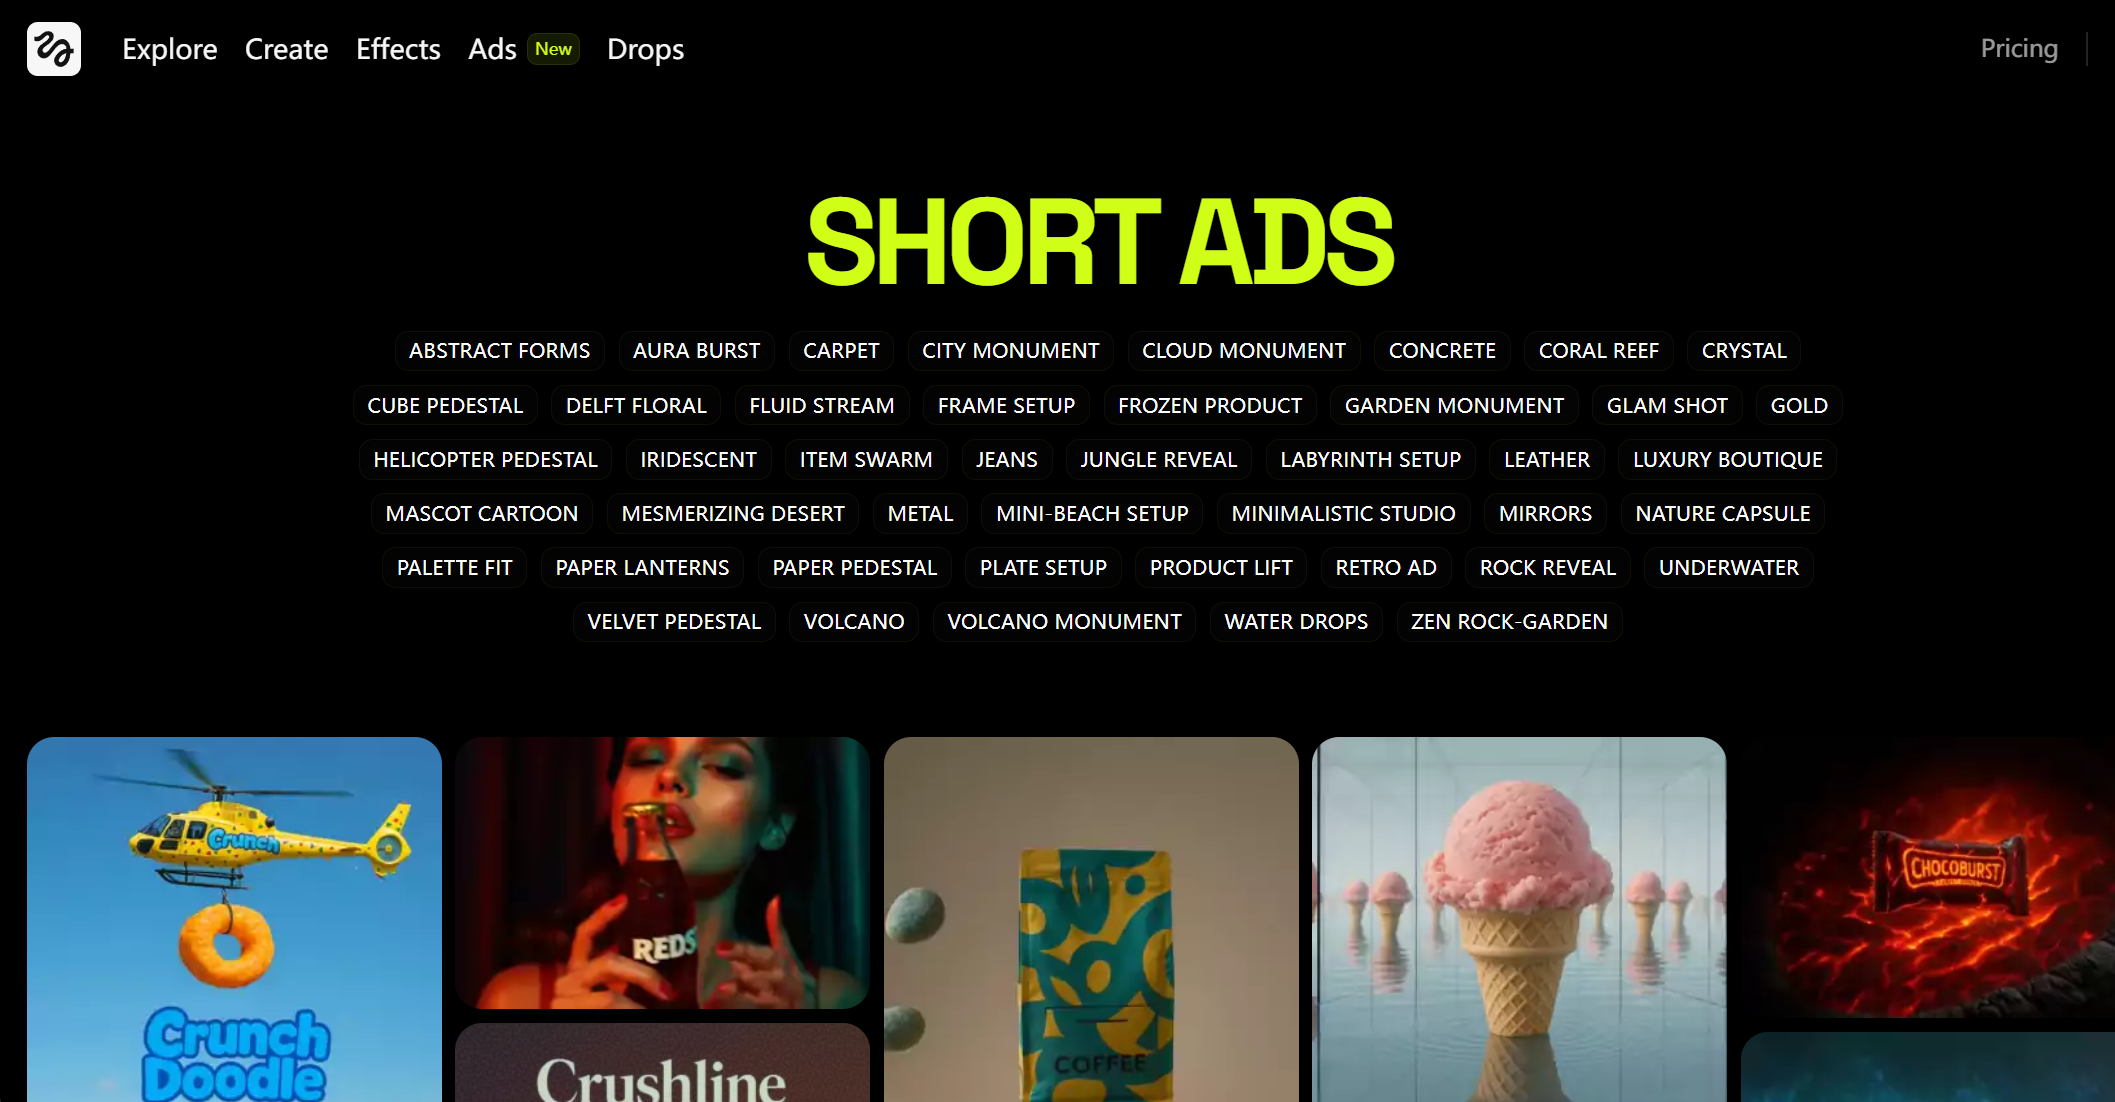 Explore Create Effects Ads New Drops Pricing
SHORT ADS
ABSTRACT FORMS AURA BURST CARPET CITY MONUMENT CLOUD MONUMENT CONCRETE CORAL REEF CRYSTAL
CUBE PEDESTAL DELFT FLORAL FLUID STREAM FRAME SETUP FROZEN PRODUCT GARDEN MONUMENT GLAM SHOT GOLD
HELICOPTER PEDESTAL IRIDESCENT ITEM SWARM JEANS JUNGLE REVEAL LABYRINTH SETUP LEATHER LUXURY BOUTIQUE
MASCOT CARTOON MESMERIZING DESERT METAL MINI-BEACH SETUP MINIMALISTIC STUDIO MIRRORS NATURE CAPSULE
PALETTE FIT PAPER LANTERNS PAPER PEDESTAL PLATE SETUP PRODUCT LIFT RETRO AD ROCK REVEAL UNDERWATER
VELVET PEDESTAL VOLCANO VOLCANO MONUMENT WATER DROPS ZEN ROCK-GARDEN
Crunch
Crunch
Doodle
REDS
Crushline
COFFEE
CHOCOBURST